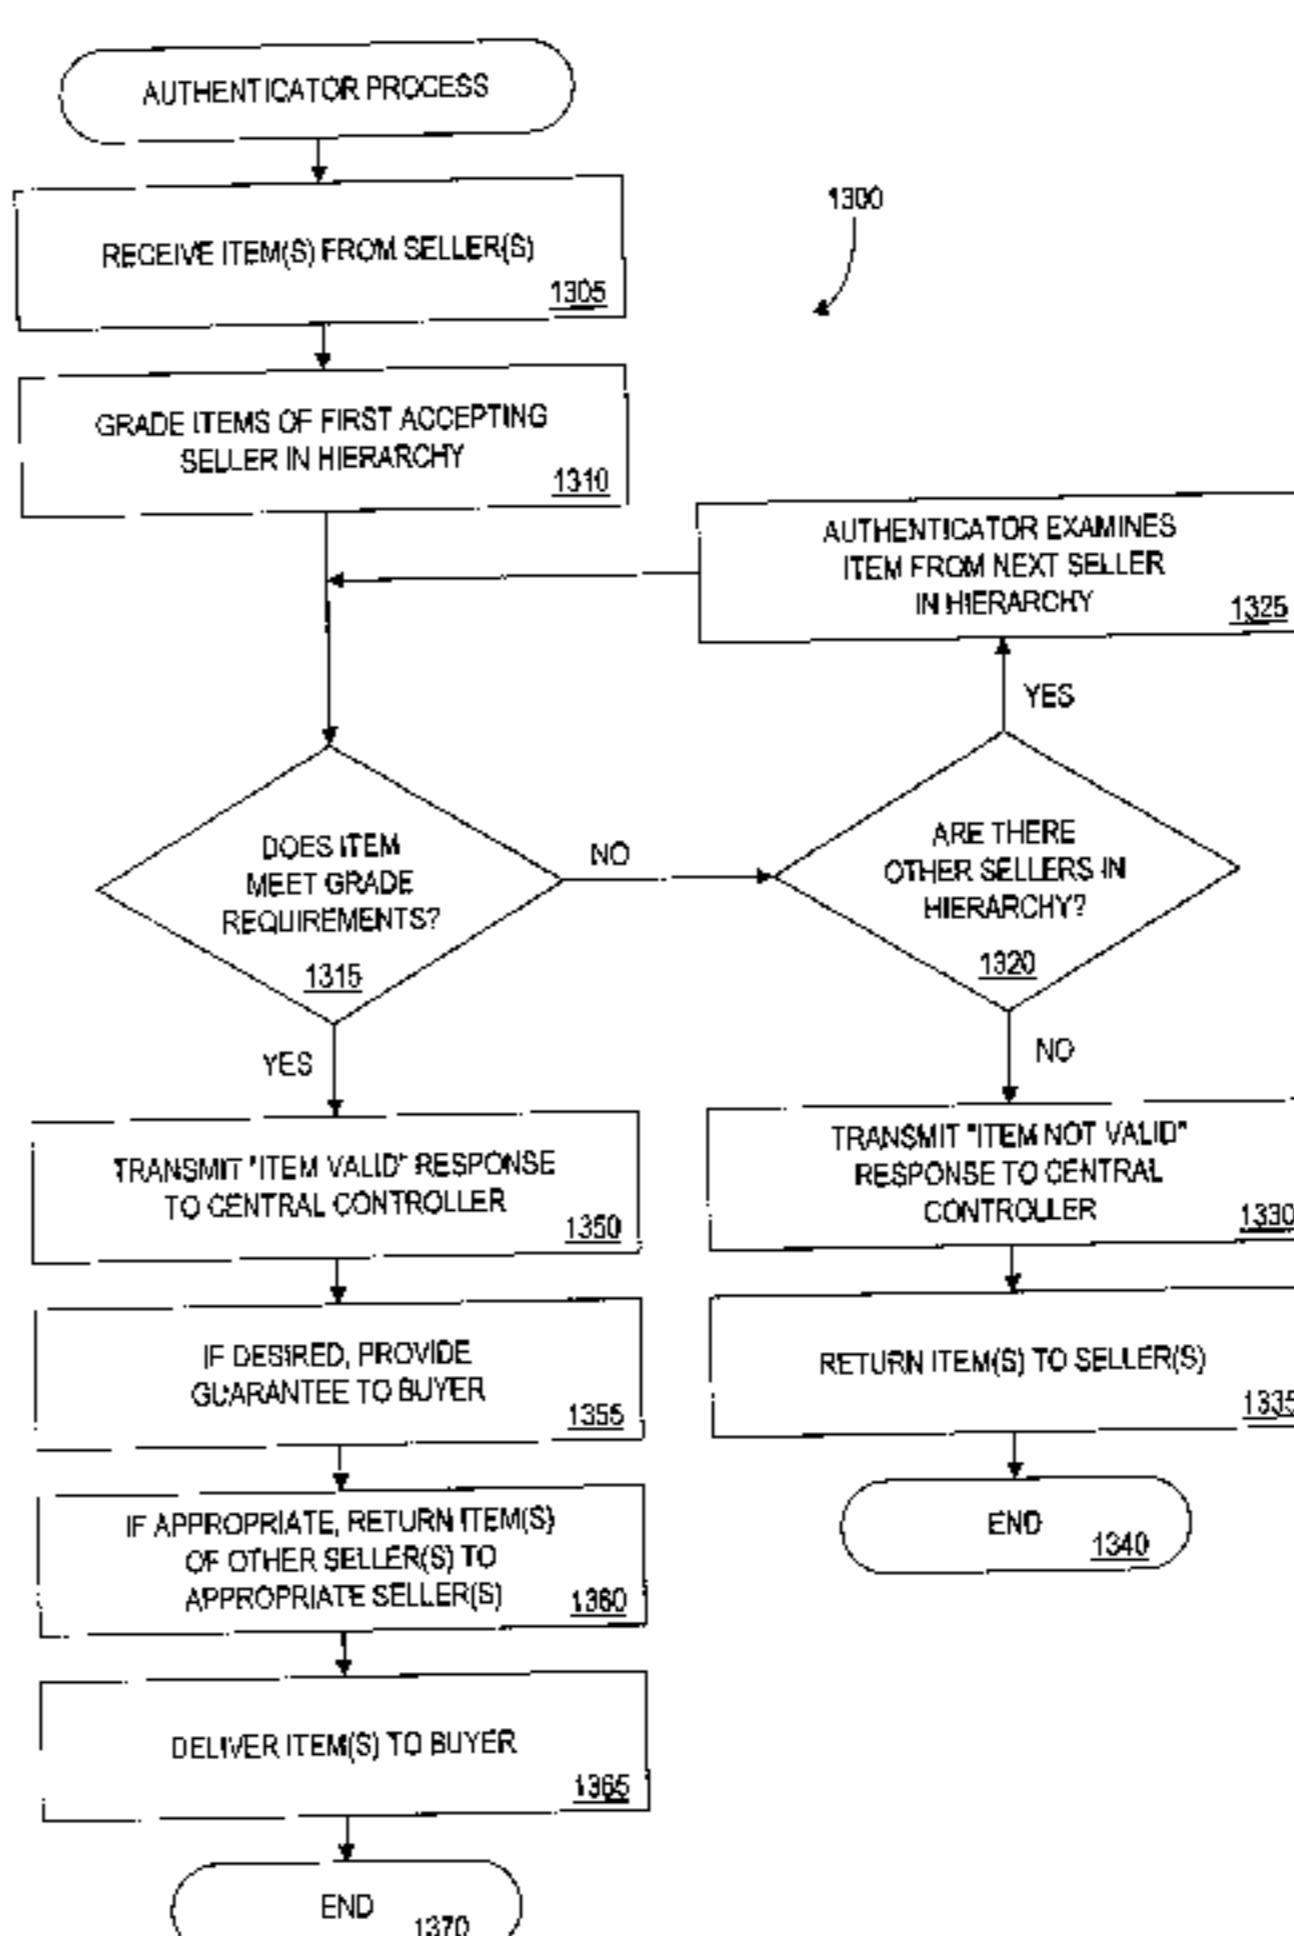 AUTHENTICATOR PROCESS
1300
RECEIVE ITEM(S) FROM SELLER(S)
1305
GRADE ITEMS OF FIRST ACCEPTING
SELLER IN HIERARCHY
1310
AUTHENTICATOR EXAMINES
ITEM FROM NEXT SELLER
IN HIERARCHY
1325
YES
DOES ITEM
MEET GRADE
REQUIREMENTS?
1315
NO
ARE THERE
OTHER SELLERS IN
HIERARCHY?
1320
YES
NO
TRANSMIT "ITEM VALID" RESPONSE
TO CENTRAL CONTROLLER
1350
TRANSMIT "ITEM NOT VALID"
RESPONSE TO CENTRAL
CONTROLLER
1330
IF DESIRED, PROVIDE
GUARANTEE TO BUYER
1355
RETURN ITEM(S) TO SELLER(S)
1335
IF APPROPRIATE, RETURN ITEM(S)
OF OTHER SELLER(S) TO
APPROPRIATE SELLER(S)
1360
END
1340
DELIVER ITEM(S) TO BUYER
1365
END
1370